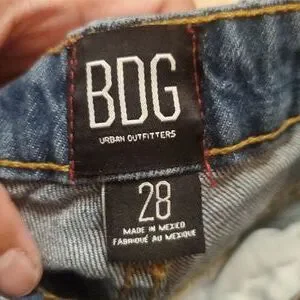 BDG
URBAN OUTFITTERS
28
MADE IN MEXICO
FABRIQUÉ AU MEXIQUE